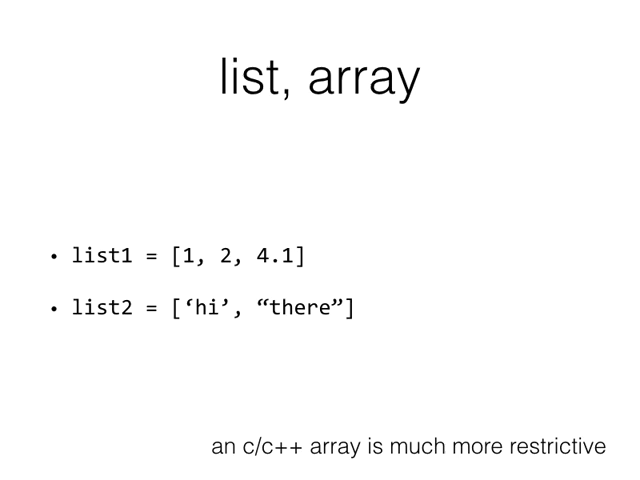 list, array
• list1 = [1, 2, 4.1]
• list2 = [‘hi’, “there”]
an c/c++ array is much more restrictive